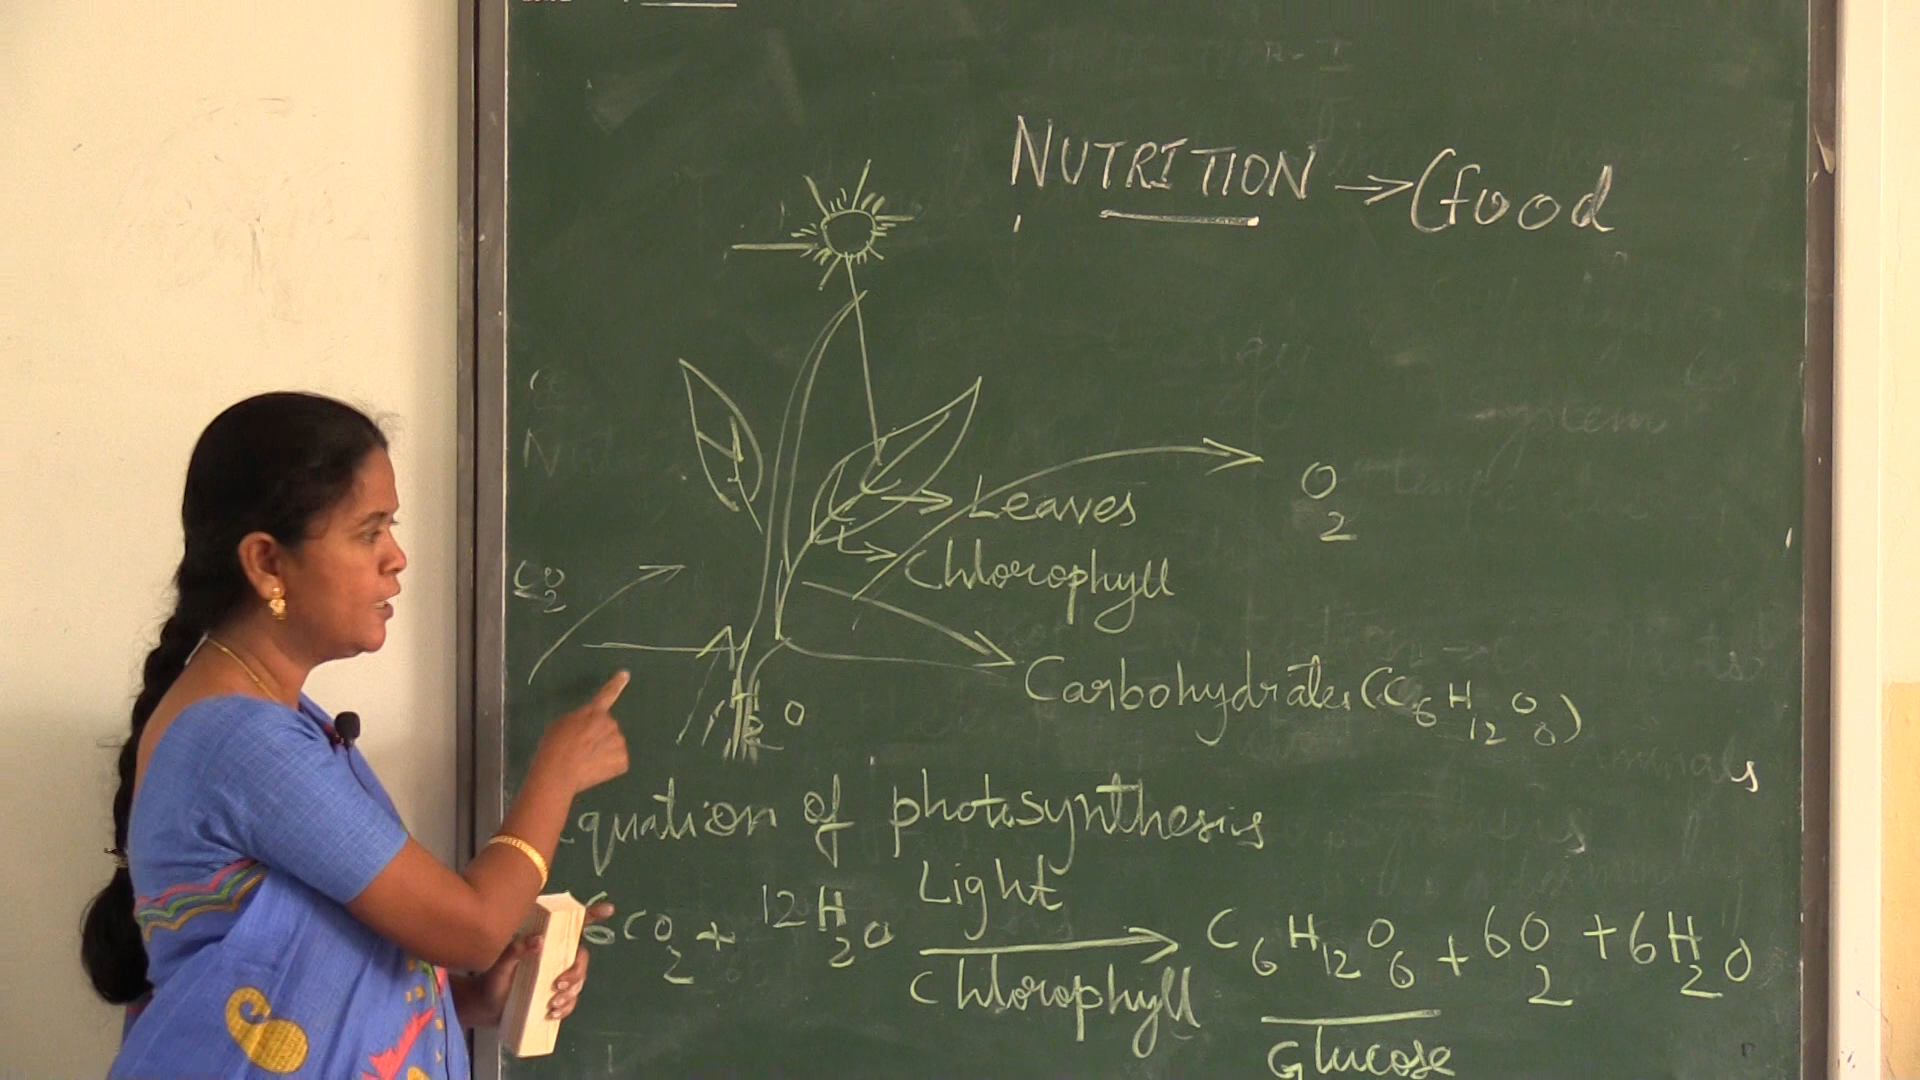 NUTRITION → Food
O2
Leaves
CO2
Chlorophyll
Carbohydrates (C6H12O6)
H2O
Equation of photosynthesis
Light
6CO2 + 12H2O → C6H12O6 + 6O2 + 6H2O
Chlorophyll
Glucose